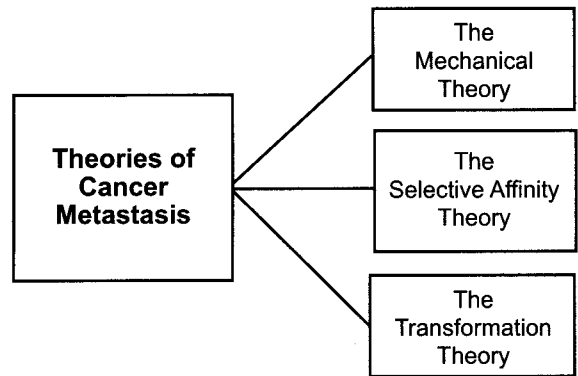 Theories of
Cancer
Metastasis
The
Mechanical
Theory
The
Selective Affinity
Theory
The
Transformation
Theory